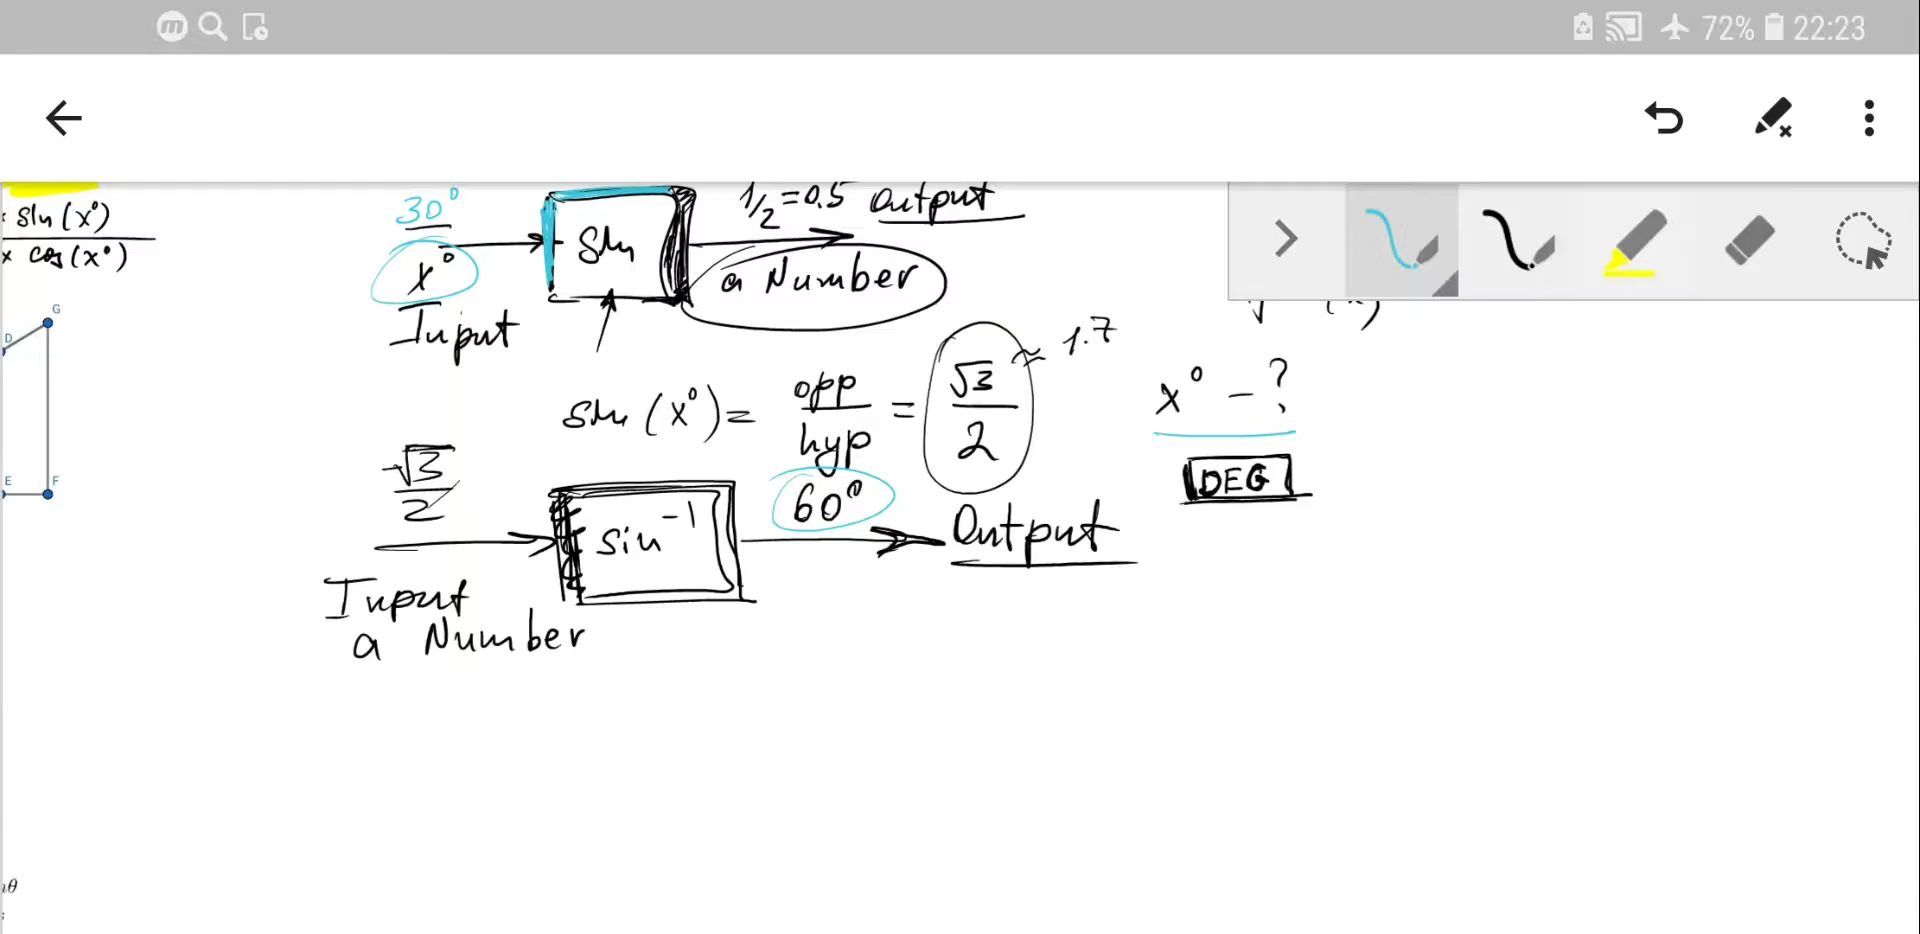 72% 22:23
sin(x°)
x cos(x°)
30°
x°
Input
sin
1/2=0.5 Output
a Number
sin(x°)= opp/hyp = √3/2 ≈ 1.7
x° - ?
DEG
√3/2
Input
a Number
sin⁻¹
60°
Output
G
D
E
F
θ